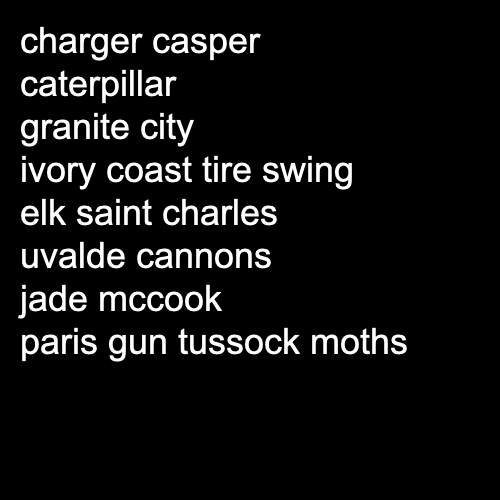 charger casper
caterpillar
granite city
ivory coast tire swing
elk saint charles
uvalde cannons
jade mccook
paris gun tussock moths